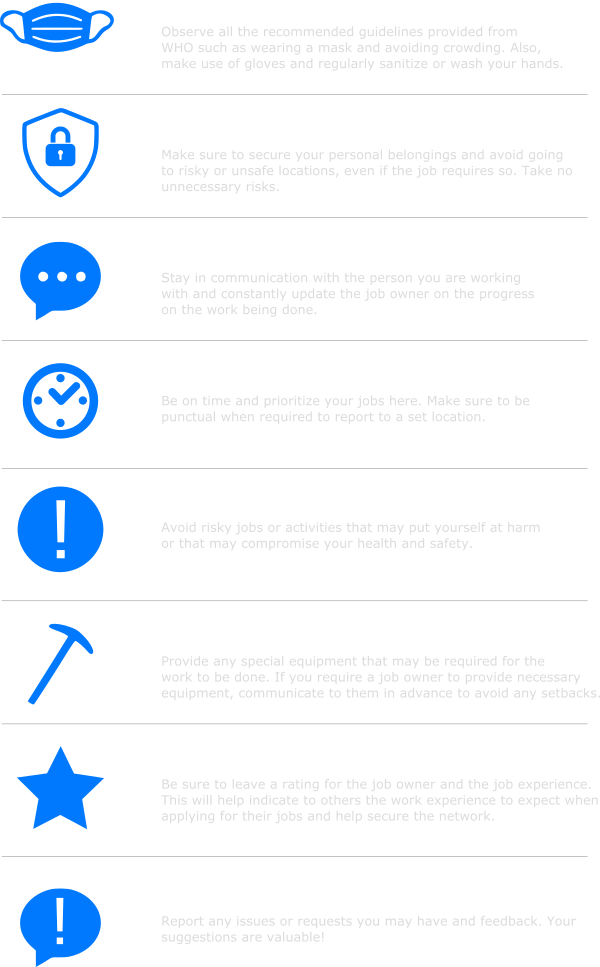 Observe all the recommended guidelines provided from
WHO such as wearing a mask and avoiding crowding. Also,
make use of gloves and regularly sanitize or wash your hands.
Make sure to secure your personal belongings and avoid going
to risky or unsafe locations, even if the job requires so. Take no
unnecessary risks.
Stay in communication with the person you are working
with and constantly update the job owner on the progress
on the work being done.
Be on time and prioritize your jobs here. Make sure to be
punctual when required to report to a set location.
Avoid risky jobs or activities that may put yourself at harm
or that may compromise your health and safety.
Provide any special equipment that may be required for the
work to be done. If you require a job owner to provide necessary
equipment, communicate to them in advance to avoid any setbacks.
Be sure to leave a rating for the job owner and the job experience.
This will help indicate to others the work experience to expect when
applying for their jobs and help secure the network.
Report any issues or requests you may have and feedback. Your
suggestions are valuable!